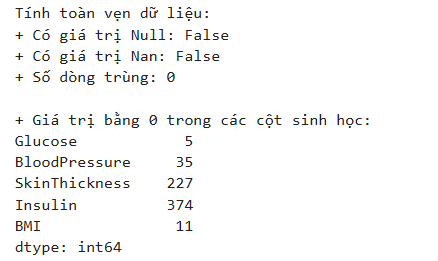 Tính toàn vẹn dữ liệu:
+ Có giá trị Null: False
+ Có giá trị Nan: False
+ Số dòng trùng: 0

+ Giá trị bằng 0 trong các cột sinh học:
Glucose            5
BloodPressure     35
SkinThickness    227
Insulin          374
BMI               11
dtype: int64